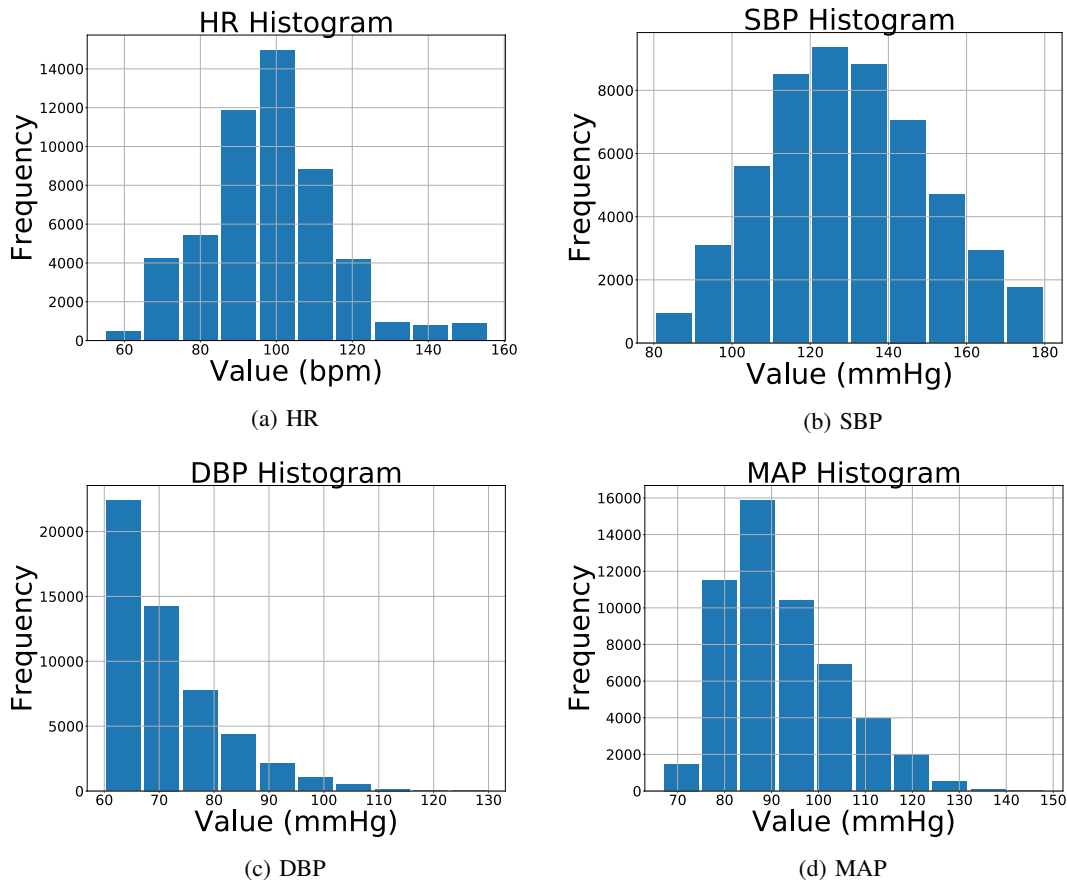 HR Histogram
14000
12000
10000
8000
6000
4000
2000
0
Frequency
60 80 100 120 140 160
Value (bpm)
(a) HR
SBP Histogram
8000
6000
4000
2000
0
Frequency
80 100 120 140 160 180
Value (mmHg)
(b) SBP
DBP Histogram
20000
15000
10000
5000
0
Frequency
60 70 80 90 100 110 120 130
Value (mmHg)
(c) DBP
MAP Histogram
16000
14000
12000
10000
8000
6000
4000
2000
0
Frequency
70 80 90 100 110 120 130 140 150
Value (mmHg)
(d) MAP